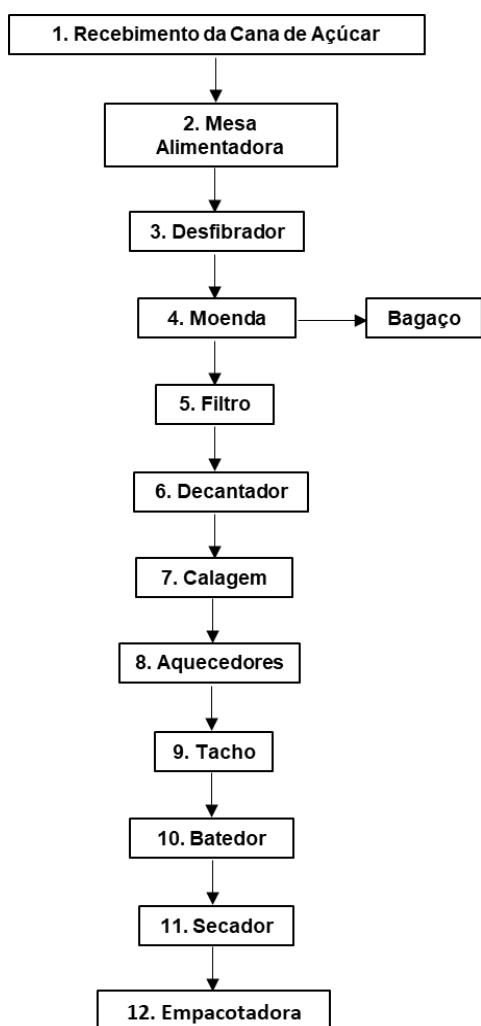 1. Recebimento da Cana de Açúcar
2. Mesa
Alimentadora
3. Desfibrador
4. Moenda
Bagaço
5. Filtro
6. Decantador
7. Calagem
8. Aquecedores
9. Tacho
10. Batedor
11. Secador
12. Empacotadora